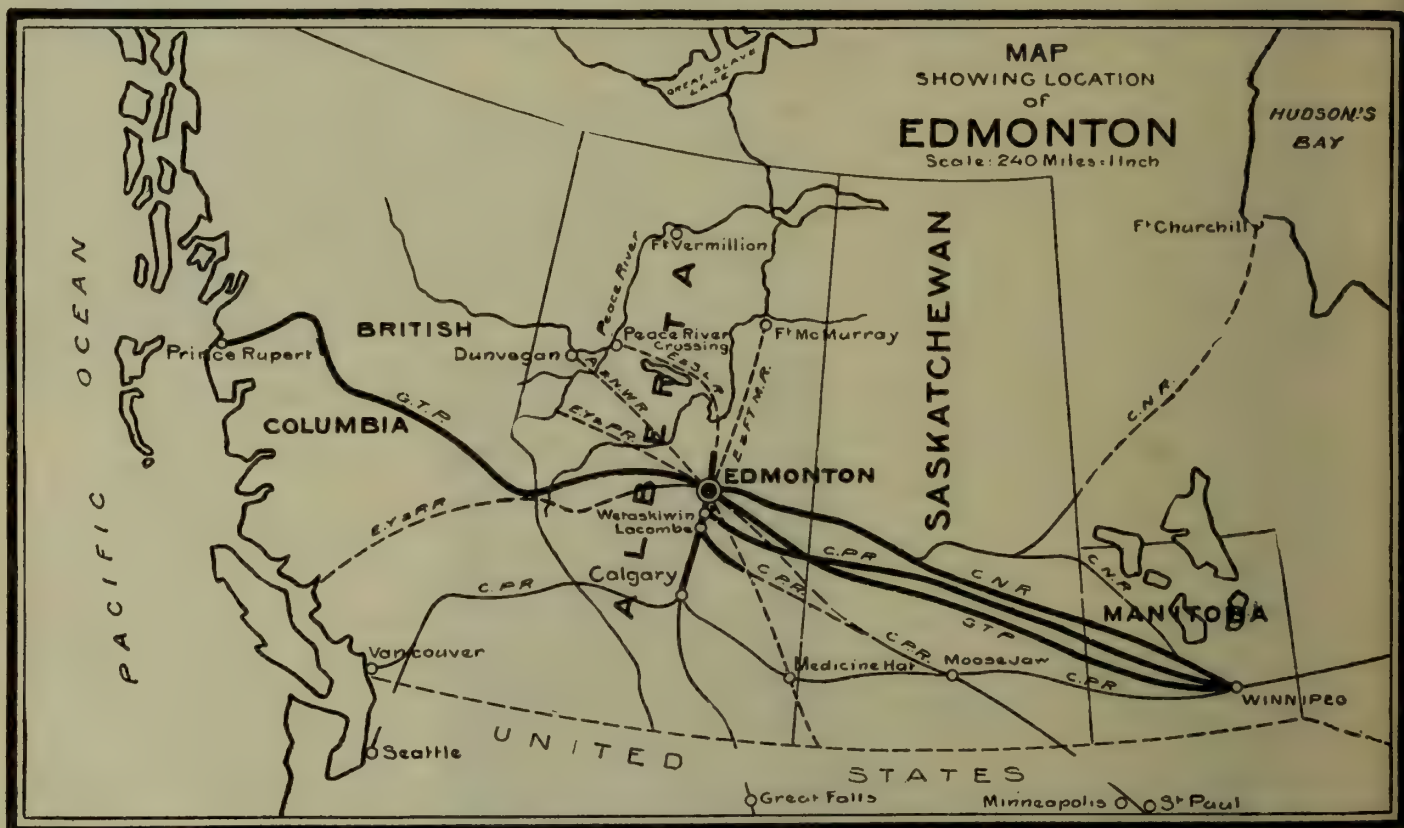 MAP
SHOWING LOCATION
of
EDMONTON
Scale: 240 Miles: 1 Inch
GREAT SLAVE
LAKE
HUDSON'S
BAY
Ft Churchill
Ft Vermillion
Peace River
PACIFIC OCEAN
BRITISH
COLUMBIA
ALBERTA
SASKATCHEWAN
MANITOBA
Prince Rupert
Dunvegan
Peace River
Crossing
Ft McMurray
G.T.P.
E.Y.&P.R.
E.&FT.M.R.
C.N.R.
EDMONTON
Wetaskiwin
Lacombe
E.Y.&P.R.
C.P.R.
Calgary
C.P.R.
C.P.R.
C.N.R.
C.N.R.
G.T.P.
C.P.R.
C.P.R.
Vancouver
Medicine Hat
Moose Jaw
WINNIPEG
Seattle
UNITED STATES
Great Falls
Minneapolis
St Paul